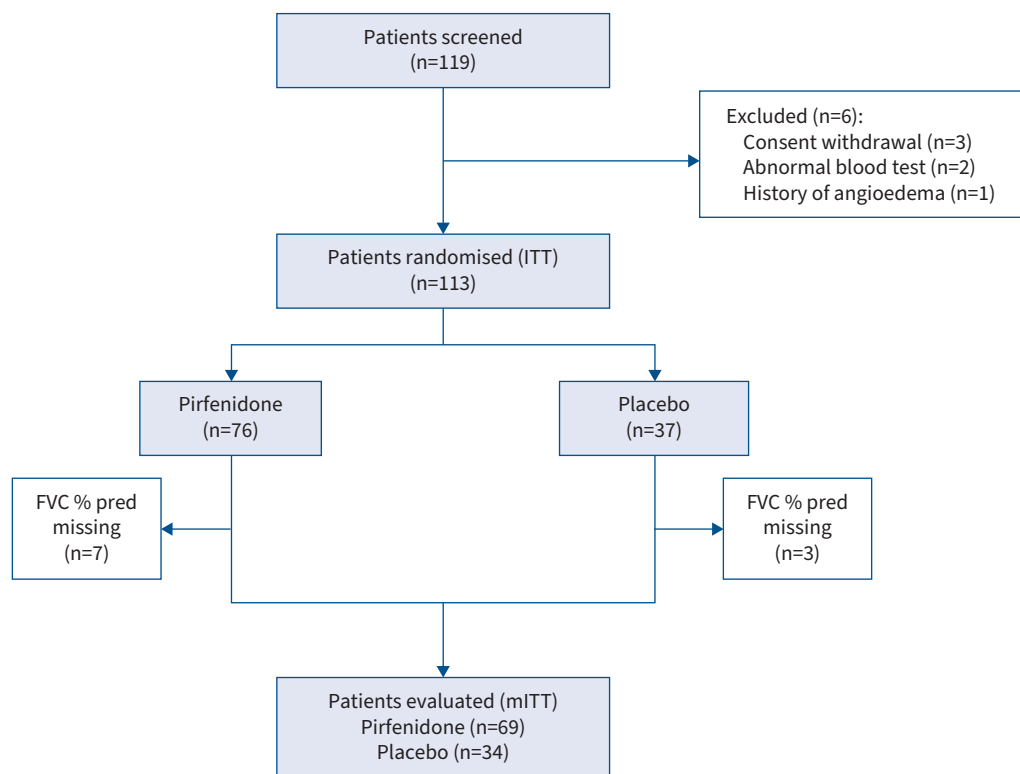 Patients screened
(n=119)
Excluded (n=6):
Consent withdrawal (n=3)
Abnormal blood test (n=2)
History of angioedema (n=1)
Patients randomised (ITT)
(n=113)
Pirfenidone
(n=76)
Placebo
(n=37)
FVC % pred
missing
(n=7)
FVC % pred
missing
(n=3)
Patients evaluated (mITT)
Pirfenidone (n=69)
Placebo (n=34)